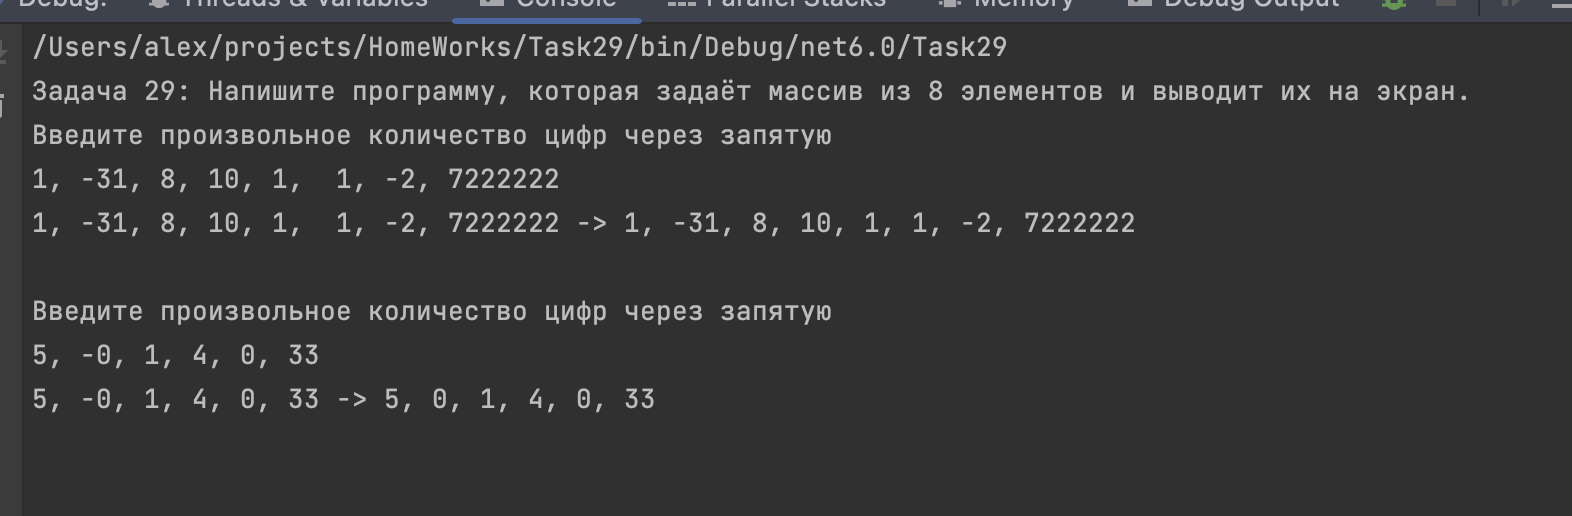 Debug: Threads & Variables Console Parallel Stacks Memory Debug Output
/Users/alex/projects/HomeWorks/Task29/bin/Debug/net6.0/Task29
Задача 29: Напишите программу, которая задаёт массив из 8 элементов и выводит их на экран.
Введите произвольное количество цифр через запятую
1, -31, 8, 10, 1,  1, -2, 7222222
1, -31, 8, 10, 1,  1, -2, 7222222 -> 1, -31, 8, 10, 1, 1, -2, 7222222
Введите произвольное количество цифр через запятую
5, -0, 1, 4, 0, 33
5, -0, 1, 4, 0, 33 -> 5, 0, 1, 4, 0, 33